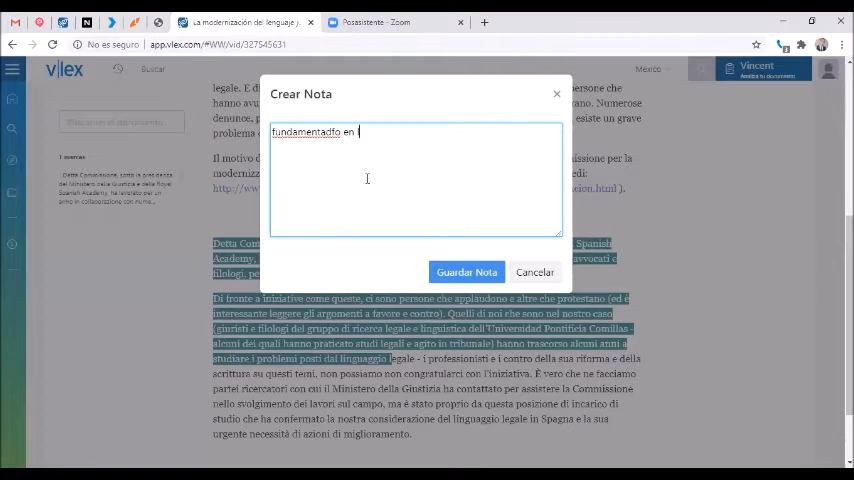 La modernización del lenguaje j
Posasistente - Zoom
No es seguro
app.vlex.com/#WW/vid/327545631
3
vlex
Buscar
México
Vincent
Analiza tu documento
1 marcas
Detta Commissione, sotto la presidenza
del Ministero della Giustizia e della Royal
Spanish Academy, ha lavorato per un
anno in collaborazione con nume...
legale. E di
persone che
hanno avu
Numerose
denunce, p
esiste un grave
problema
Il motivo d
missione per la
moderniz
edi:
http://ww
cion.html ).
Crear Nota
fundamentadfo en l
Guardar Nota
Cancelar
Detta Com
Spanish
Academy,
avvocati e
filologi, pe
Di fronte a iniziative come queste, ci sono persone che applaudono e altre che protestano (ed è
interessante leggere gli argomenti a favore e contro). Quelli di noi che sono nel nostro caso
(giuristi e filologi del gruppo di ricerca legale e linguistica dell'Universidad Pontificia Comillas -
alcuni dei quali hanno praticato studi legali e agito in tribunale) hanno trascorso alcuni anni a
studiare i problemi posti dal linguaggio legale - i professionisti e i contro della sua riforma e della
scrittura su questi temi, non possiamo non congratularci con l'iniziativa. È vero che ne facciamo
partei ricercatori con cui il Ministero della Giustizia ha contattato per assistere la Commissione
nello svolgimento dei lavori sul campo, ma è stato proprio da questa posizione di incarico di
studio che ha confermato la nostra considerazione del linguaggio legale in Spagna e la sua
urgente necessità di azioni di miglioramento.